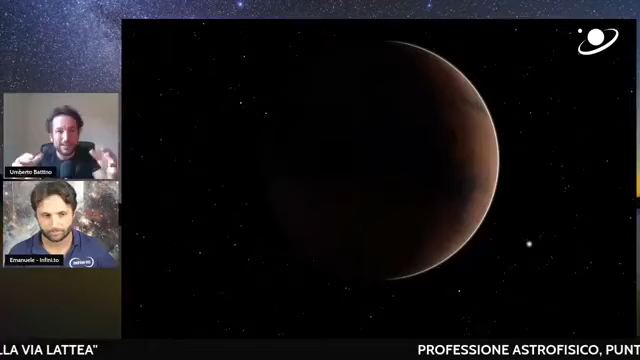 Umberto Battino
Emanuele - Infini.to
LLA VIA LATTEA" PROFESSIONE ASTROFISICO, PUNT